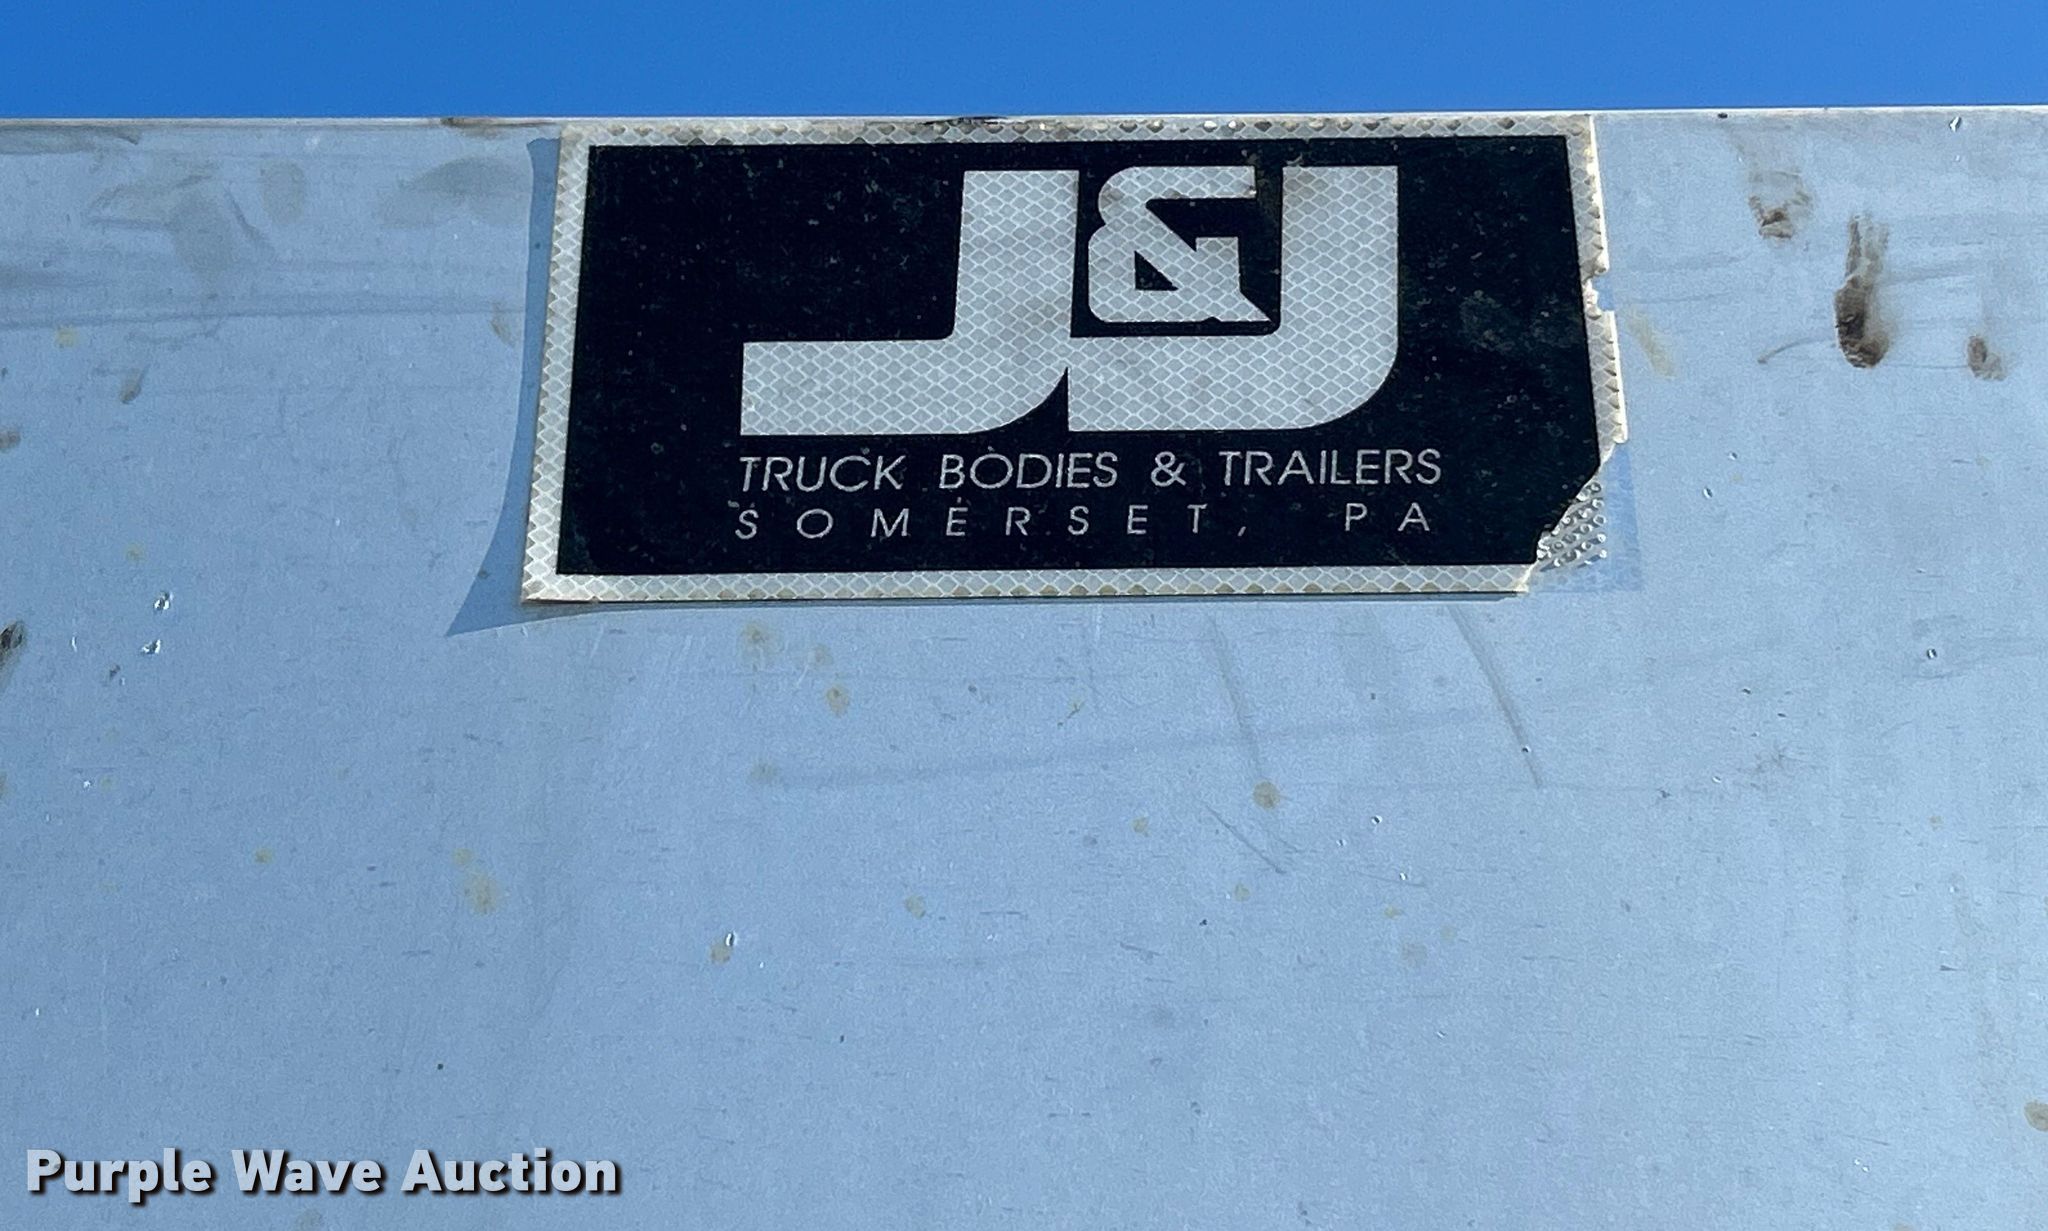 J&J
TRUCK BODIES & TRAILERS
SOMERSET, PA
Purple Wave Auction